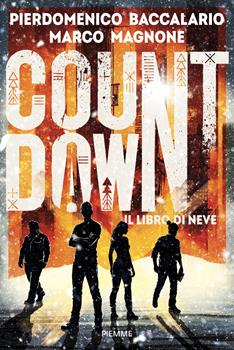 PIERDOMENICO BACCALARIO
MARCO MAGNONE
COUNT
DOWN
IL LIBRO DI NEVE
PIEMME